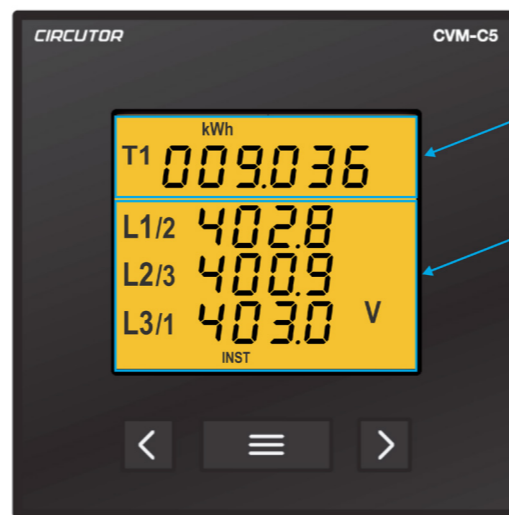 CIRCUTOR CVM-C5
kWh
T1 009.036
L1/2 402.8
L2/3 400.9
L3/1 403.0 V
INST